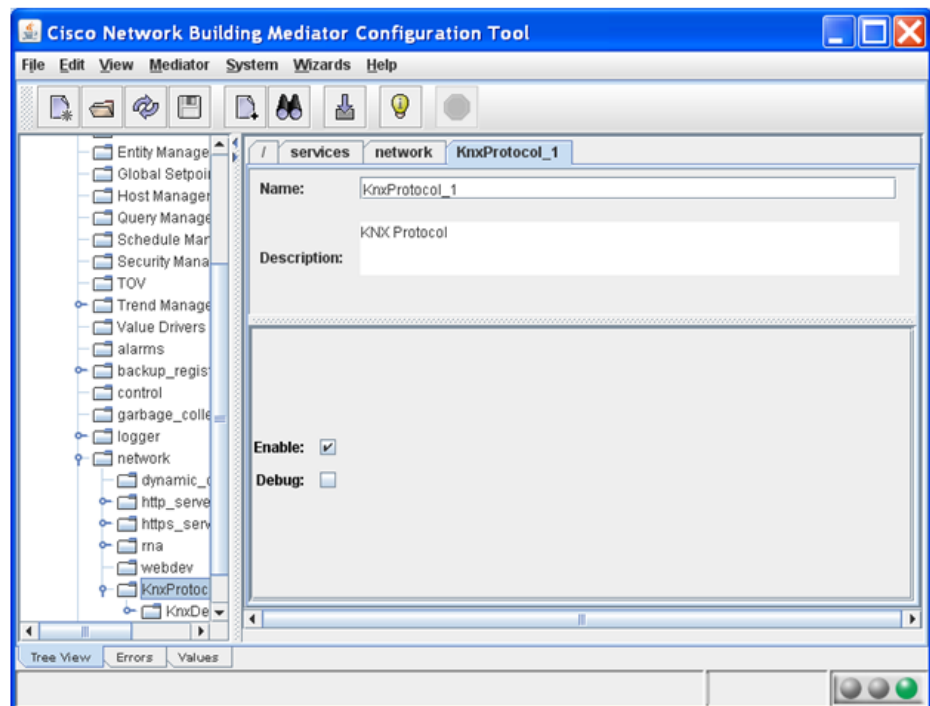 Cisco Network Building Mediator Configuration Tool
File Edit View Mediator System Wizards Help
Entity Manage
Global Setpoi
Host Manager
Query Manage
Schedule Man
Security Mana
TOV
Trend Manage
Value Drivers
alarms
backup_regis
control
garbage_colle
logger
network
dynamic_
http_serve
https_serv
rna
webdev
KnxProtoc
KnxDe
/ services network KnxProtocol_1
Name: KnxProtocol_1
Description: KNX Protocol
Enable:
Debug:
Tree View Errors Values